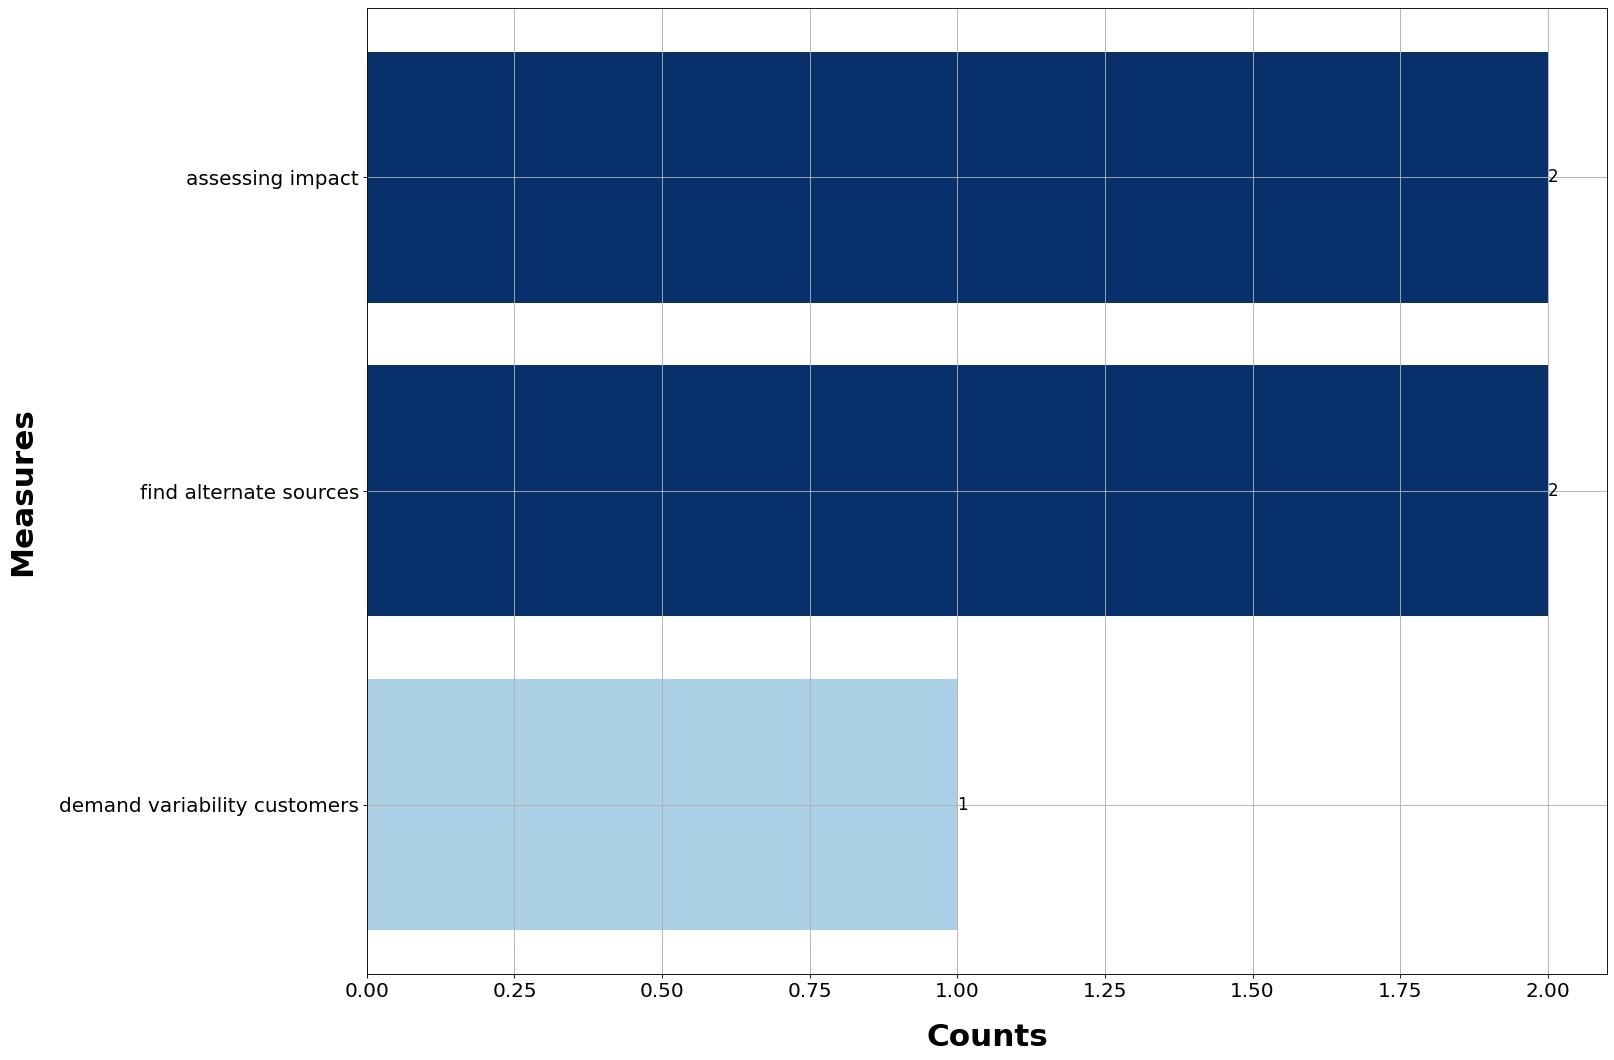 assessing impact
2
find alternate sources
2
demand variability customers
1
Measures
0.00 0.25 0.50 0.75 1.00 1.25 1.50 1.75 2.00
Counts